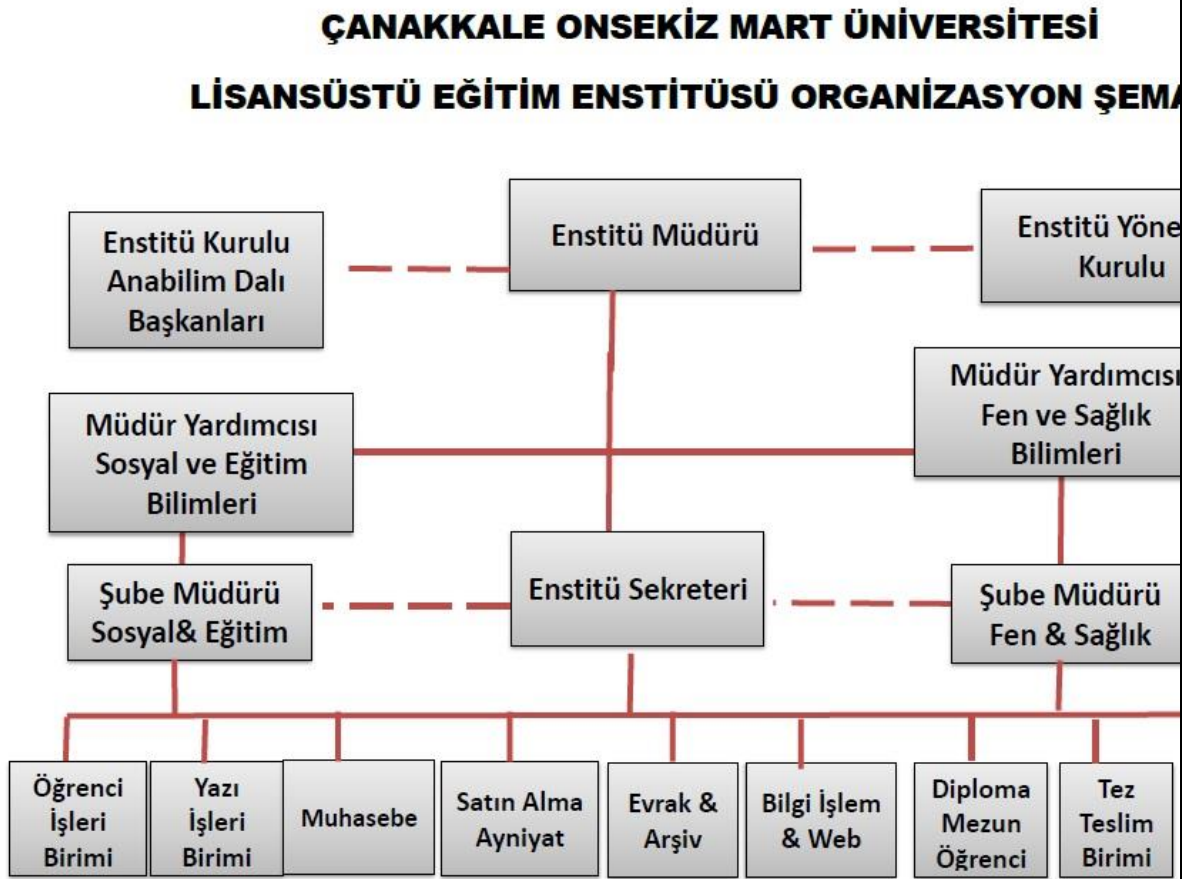 ÇANAKKALE ONSEKİZ MART ÜNİVERSİTESİ
LİSANSÜSTÜ EĞİTİM ENSTİTÜSÜ ORGANİZASYON
Enstitü Kurulu
Anabilim Dalı
Başkanları
Enstitü Müdürü
Enstitü
Kurulu
Müdür Yardımcısı
Sosyal ve Eğitim
Bilimleri
Müdür Yardımcısı
Fen ve Sağlık
Bilimleri
Şube Müdürü
Sosyal& Eğitim
Enstitü Sekreteri
Şube Müdürü
Fen & Sağlık
Öğrenci
İşleri
Birimi
Yazı
İşleri
Birimi
Muhasebe
Satın Alma
Ayniyat
Evrak &
Arşiv
Bilgi İşlem
& Web
Diploma
Mezun
Öğrenci
Tez
Teslim
Birimi